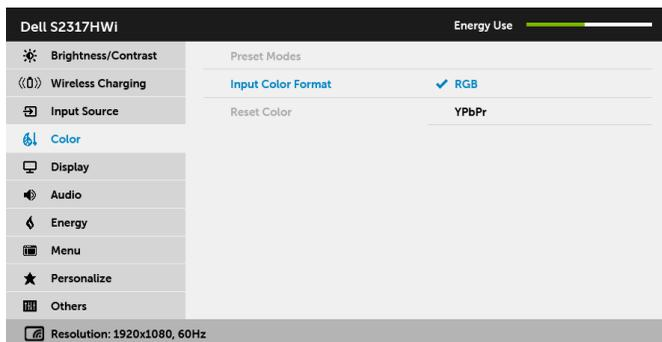 Dell S2317HWi
Energy Use
Brightness/Contrast
Preset Modes
Wireless Charging
Input Color Format
RGB
Input Source
Reset Color
YPbPr
Color
Display
Audio
Energy
Menu
Personalize
Others
Resolution: 1920x1080, 60Hz